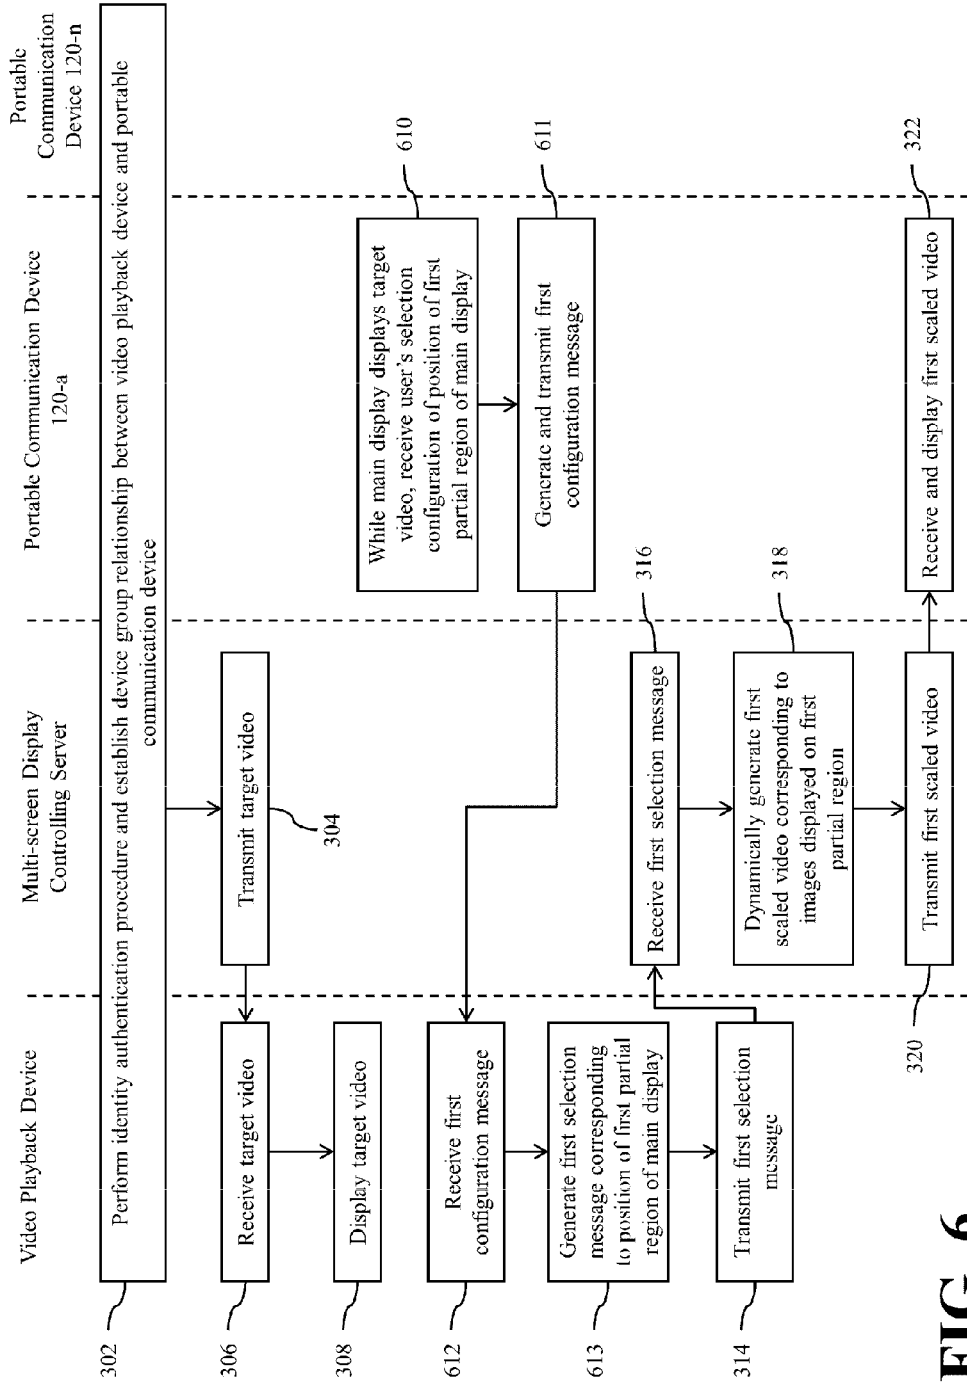 Video Playback Device
Multi-screen Display
Controlling Server
Portable Communication Device
120-a
Portable
Communication
Device 120-n
302
Perform identity authentication procedure and establish device group relationship between video playback device and portable
communication device
Transmit target video
304
306
Receive target video
308
Display target video
While main display displays target
video, receive user's selection
configuration of position of first
partial region of main display
610
Generate and transmit first
configuration message
611
612
Receive first
configuration message
613
Generate first selection
message corresponding
to position of first partial
region of main display
314
Transmit first selection
message
Receive first selection message
316
Dynamically generate first
scaled video corresponding to
images displayed on first
partial region
318
320
Transmit first scaled video
Receive and display first scaled video
322
FIG. 6